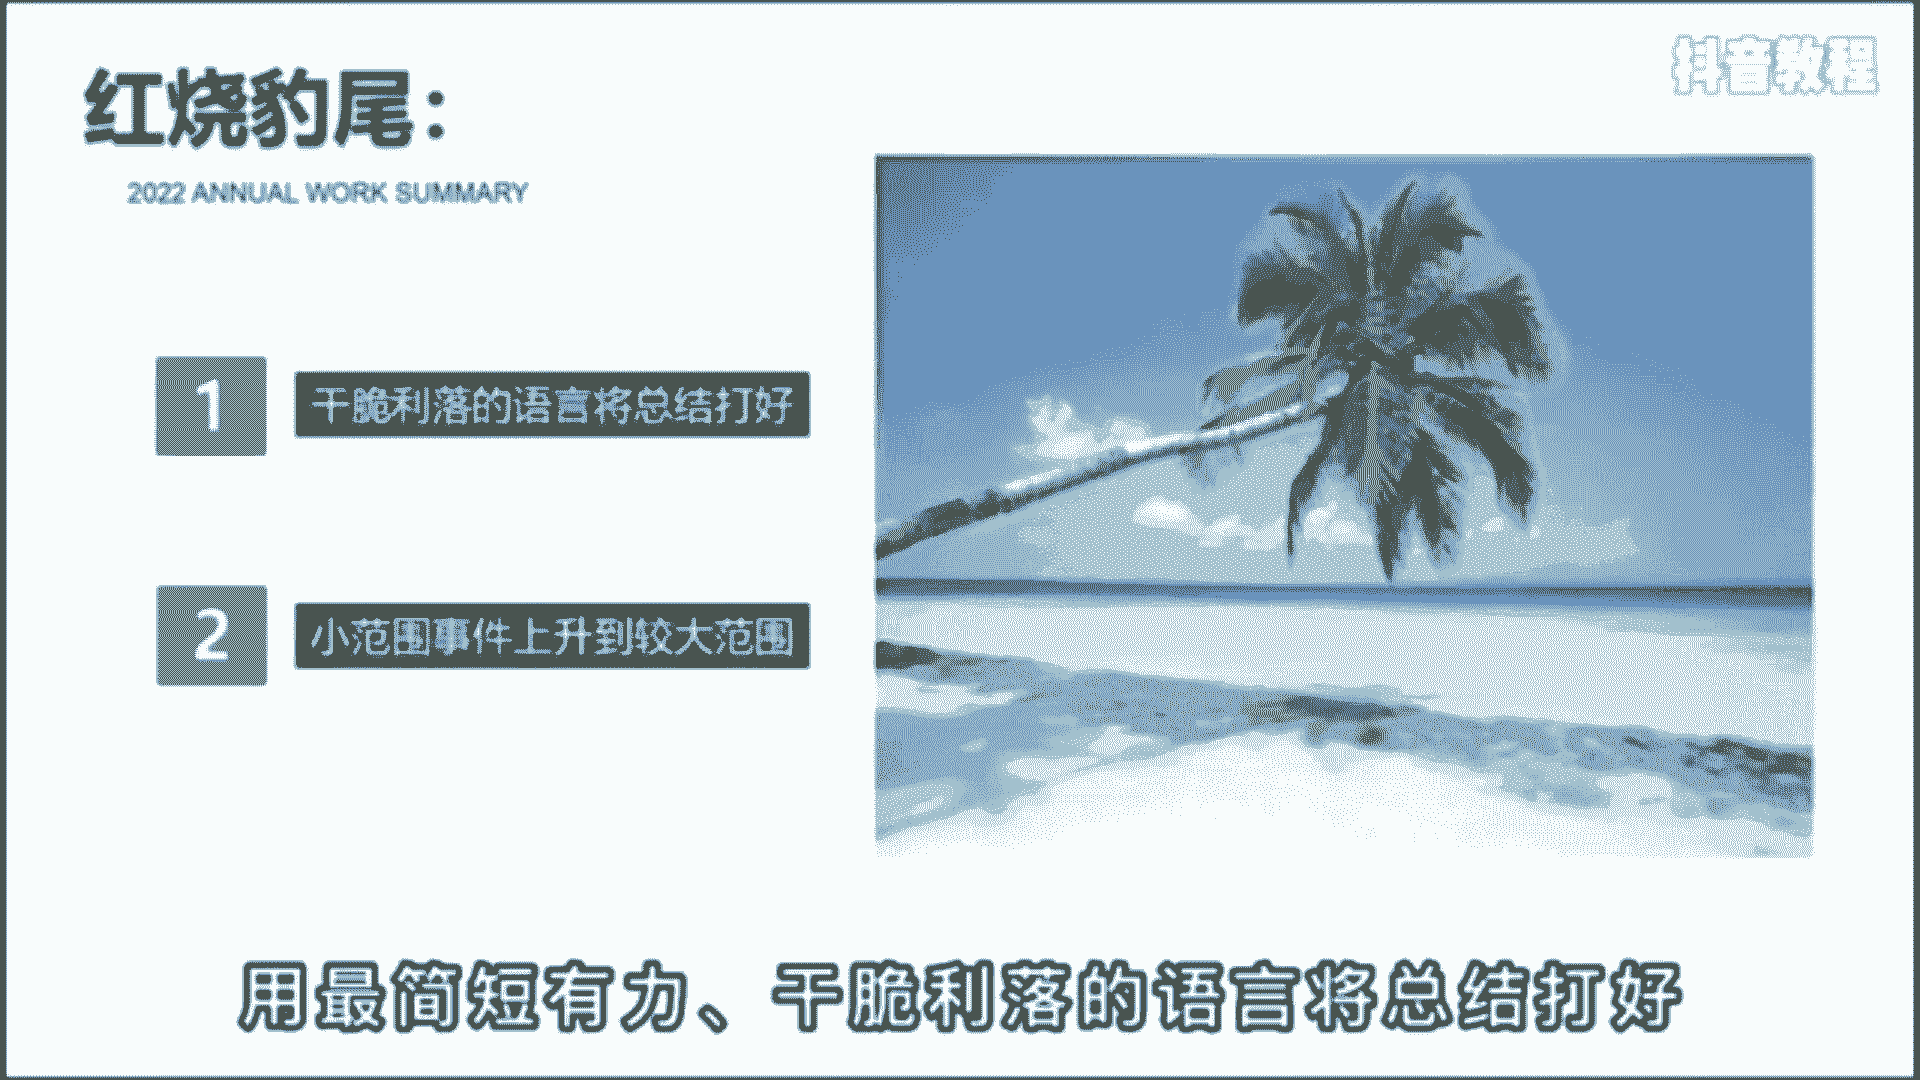 抖音教程
红烧豹尾：
2022 ANNUAL WORK SUMMARY
1
干脆利落的语言将总结打好
2
小范围事件上升到较大范围
用最简短有力、干脆利落的语言将总结打好